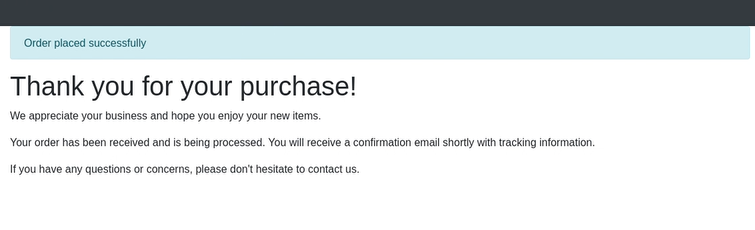 Order placed successfully
Thank you for your purchase!
We appreciate your business and hope you enjoy your new items.
Your order has been received and is being processed. You will receive a confirmation email shortly with tracking information.
If you have any questions or concerns, please don't hesitate to contact us.